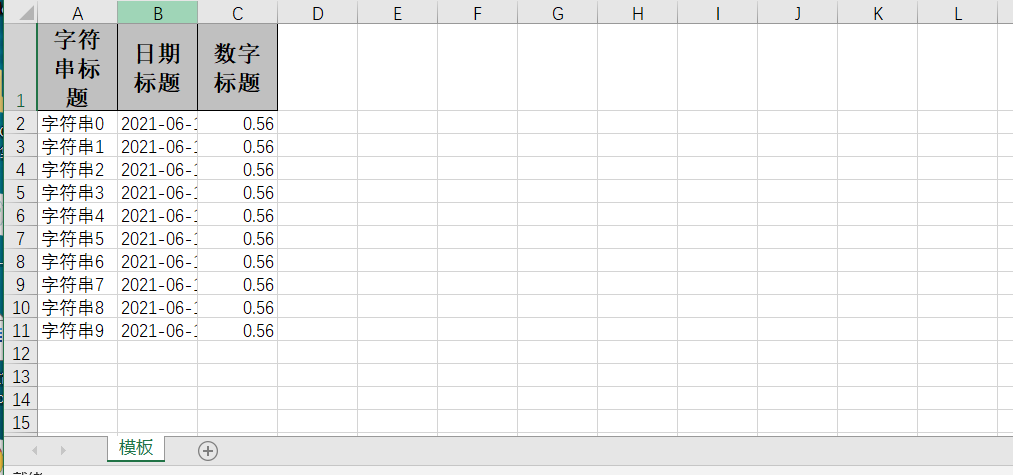 A B C D E F G H I J K L
1 字符串标题 日期标题 数字标题
2 字符串0 2021-06-1 0.56
3 字符串1 2021-06-1 0.56
4 字符串2 2021-06-1 0.56
5 字符串3 2021-06-1 0.56
6 字符串4 2021-06-1 0.56
7 字符串5 2021-06-1 0.56
8 字符串6 2021-06-1 0.56
9 字符串7 2021-06-1 0.56
10 字符串8 2021-06-1 0.56
11 字符串9 2021-06-1 0.56
12
13
14
15
模板